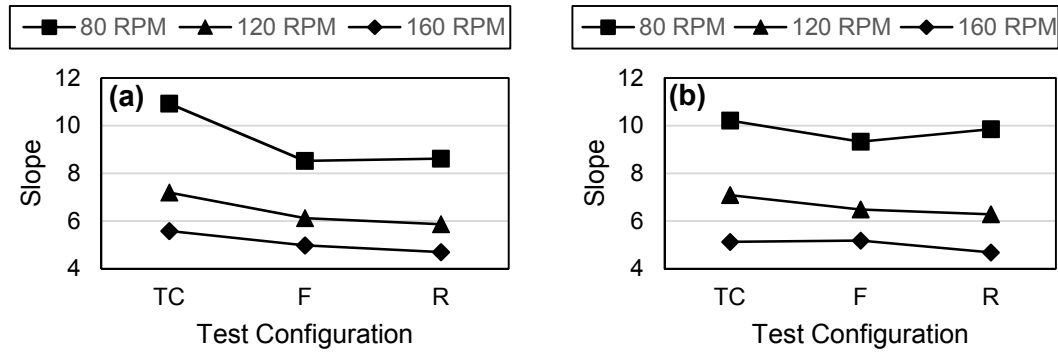 80 RPM 120 RPM 160 RPM
(a)
12
10
8
6
4
Slope
TC F R
Test Configuration
80 RPM 120 RPM 160 RPM
(b)
12
10
8
6
4
Slope
TC F R
Test Configuration